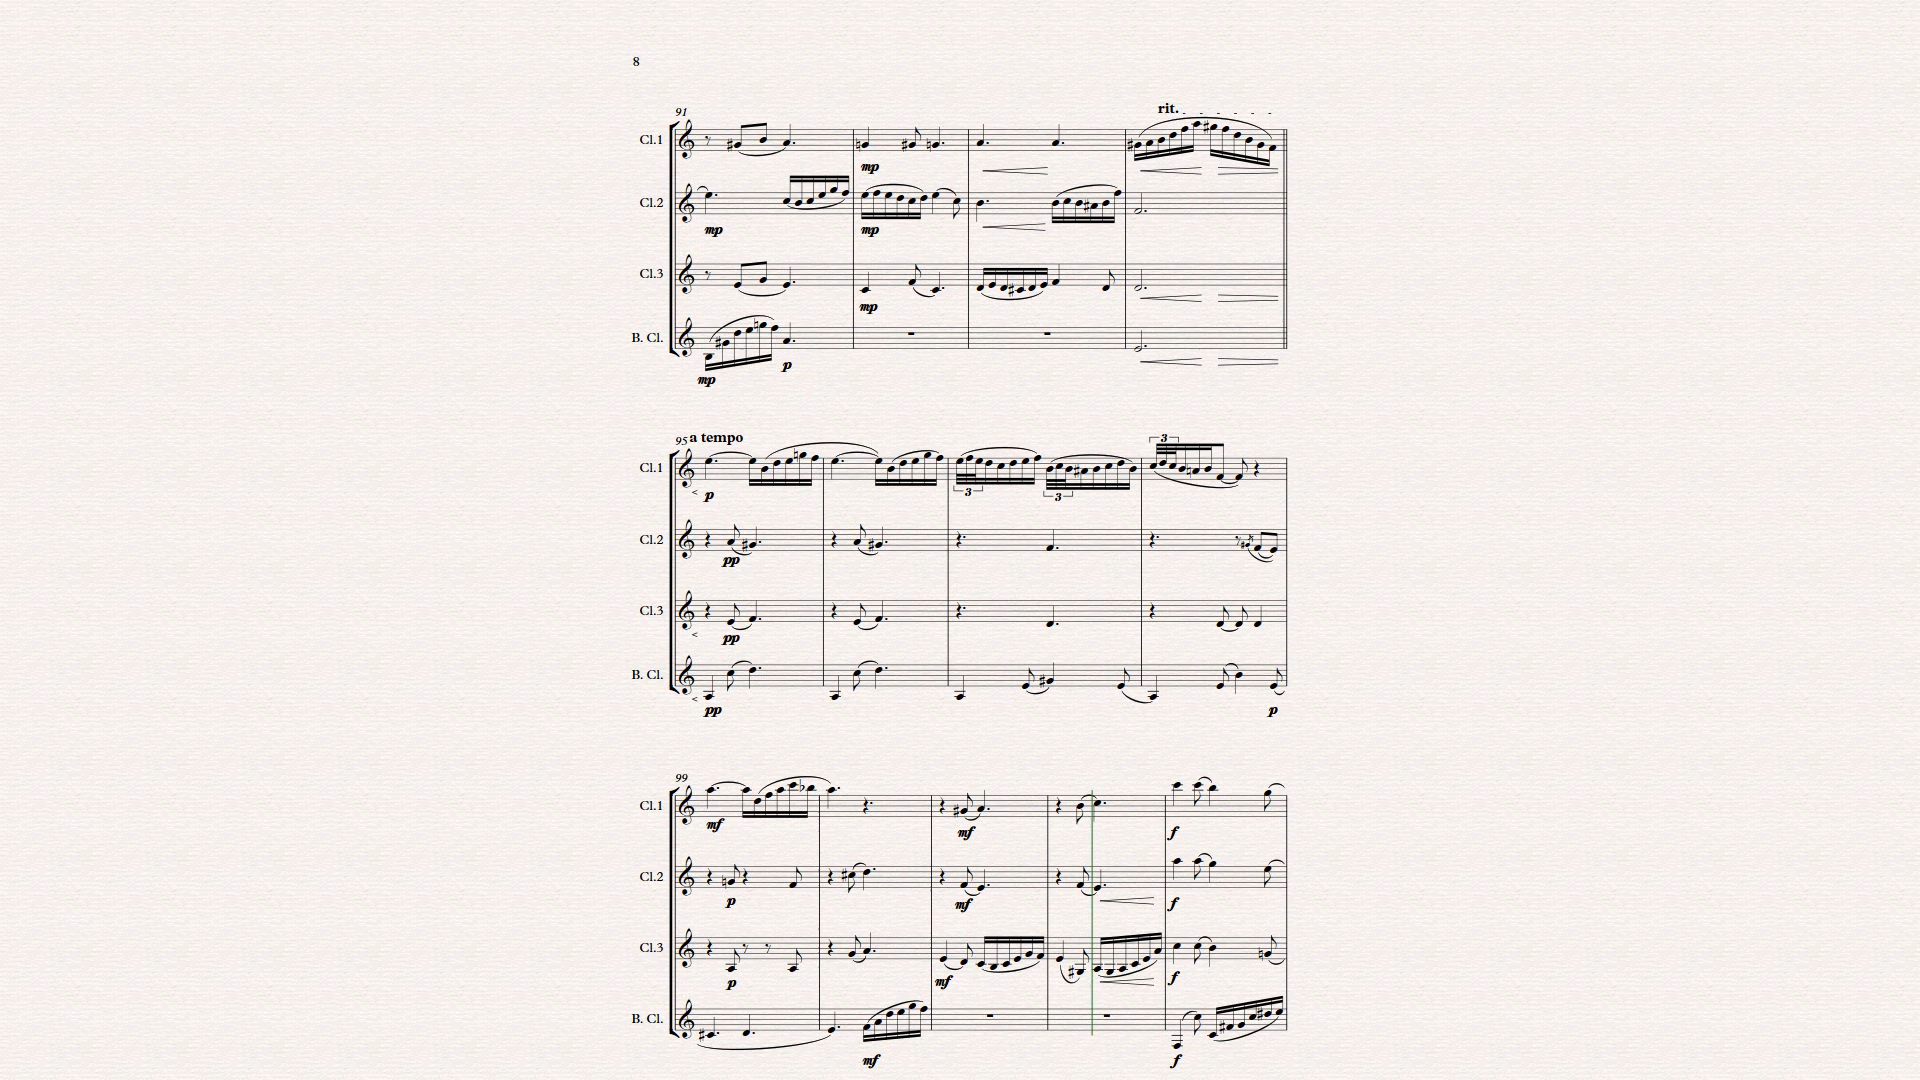 8
rit.
91
Cl.1
mp
Cl.2
mp mp
Cl.3
mp
B. Cl.
p
mp
95 a tempo
3
Cl.1
p 3 3
Cl.2
pp
Cl.3
pp
B. Cl.
pp p
99
Cl.1
mf mf f
Cl.2
p mf f
Cl.3
p mf f
B. Cl.
mf f